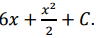 6x + x²/2 + C.